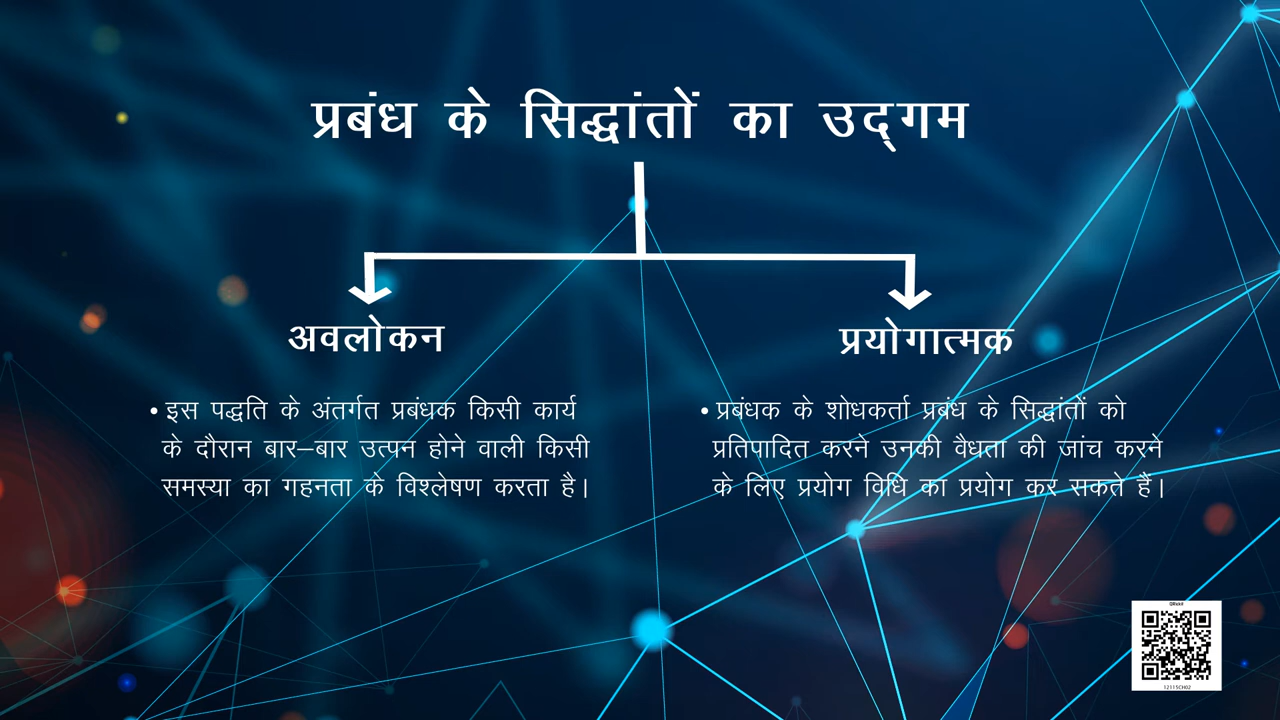 प्रबंध के सिद्धांतों का उद्‌गम
अवलोकन
प्रयोगात्मक
• इस पद्धति के अंतर्गत प्रबंधक किसी कार्य
के दौरान बार–बार उत्पन होने वाली किसी
समस्या का गहनता के विश्लेषण करता है।
• प्रबंधक के शोधकर्ता प्रबंध के सिद्धांतों को
प्रतिपादित करने उनकी वैधता की जांच करने
के लिए प्रयोग विधि का प्रयोग कर सकते हैं।
12115CH02